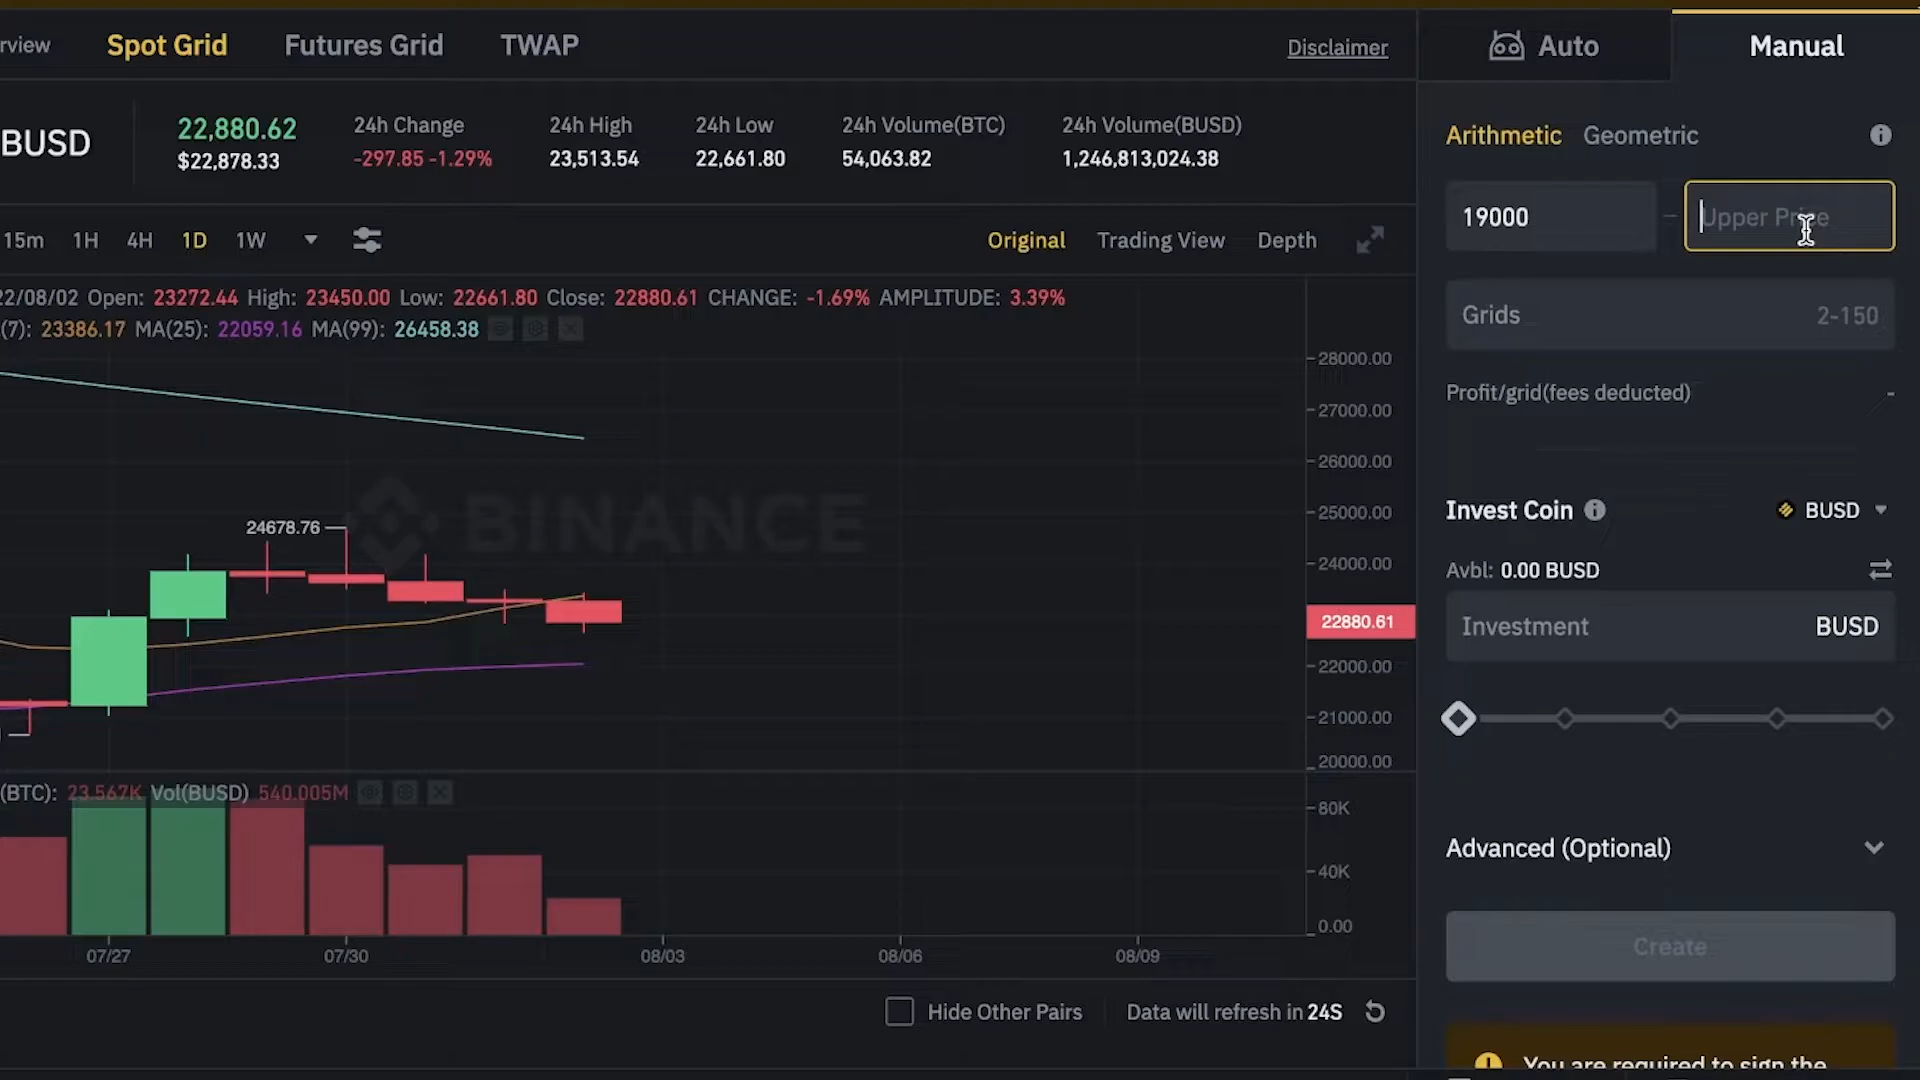 rview Spot Grid Futures Grid TWAP Disclaimer Auto Manual
BUSD
22,880.62
$22,878.33
24h Change
-297.85 -1.29%
24h High
23,513.54
24h Low
22,661.80
24h Volume(BTC)
54,063.82
24h Volume(BUSD)
1,246,813,024.38
Arithmetic Geometric
19000 – Upper Price
15m 1H 4H 1D 1W Original Trading View Depth
22/08/02 Open: 23272.44 High: 23450.00 Low: 22661.80 Close: 22880.61 CHANGE: -1.69% AMPLITUDE: 3.39%
(7): 23386.17 MA(25): 22059.16 MA(99): 26458.38
Grids 2-150
Profit/grid(fees deducted) -
28000.00
27000.00
26000.00
25000.00
24000.00
22880.61
22000.00
21000.00
20000.00
BINANCE
24678.76
Invest Coin BUSD
Avbl: 0.00 BUSD
Investment BUSD
(BTC): 23.567K Vol(BUSD) 540.005M
80K
40K
0.00
07/27 07/30 08/03 08/06 08/09
Advanced (Optional)
Create
Hide Other Pairs Data will refresh in 24S
You are required to sign the